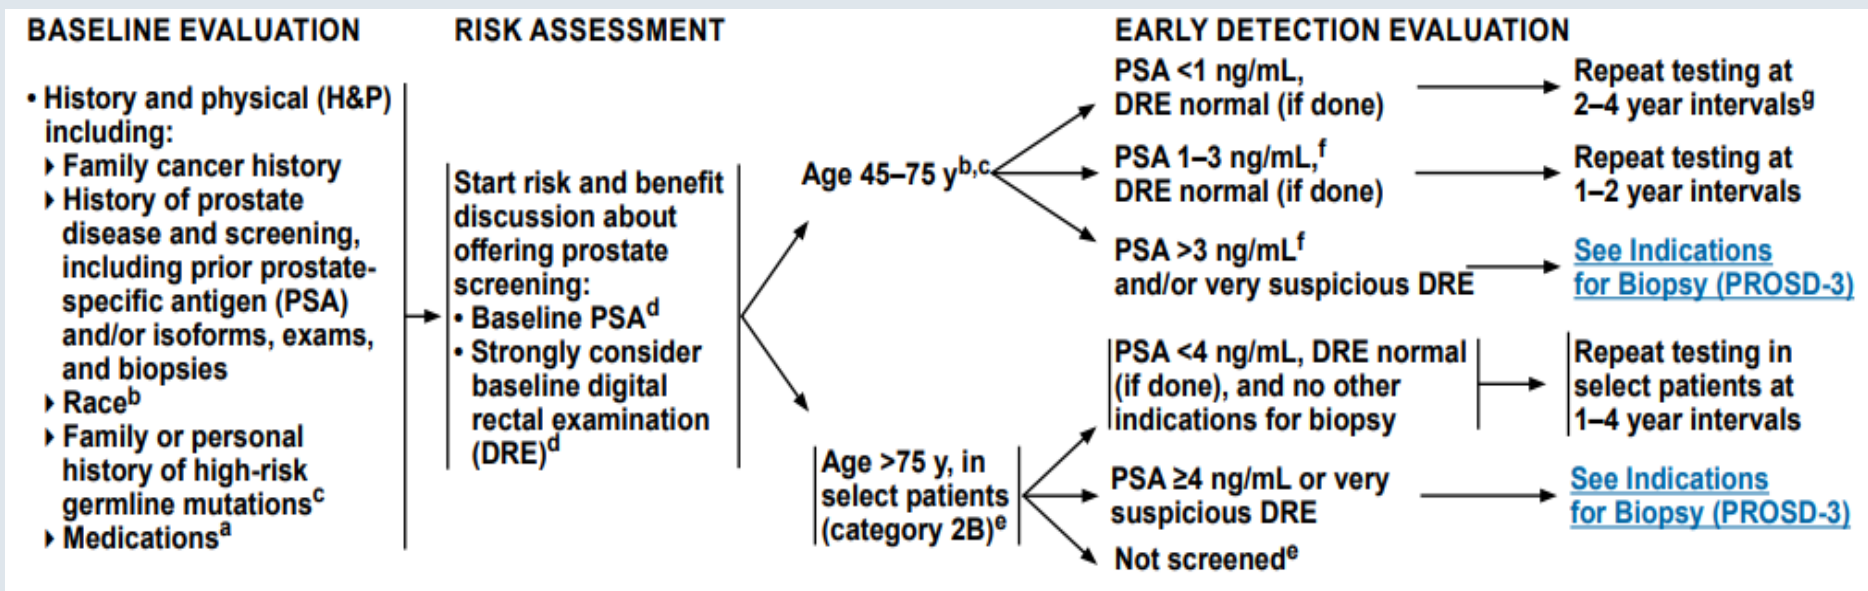 BASELINE EVALUATION
• History and physical (H&P)
including:
▸ Family cancer history
▸ History of prostate
disease and screening,
including prior prostate-
specific antigen (PSA)
and/or isoforms, exams,
and biopsies
▸ Raceb
▸ Family or personal
history of high-risk
germline mutationsc
▸ Medicationsa
RISK ASSESSMENT
Start risk and benefit
discussion about
offering prostate
screening:
• Baseline PSAd
• Strongly consider
baseline digital
rectal examination
(DRE)d
Age 45–75 yb,c
Age >75 y, in
select patients
(category 2B)e
EARLY DETECTION EVALUATION
PSA <1 ng/mL,
DRE normal (if done)
Repeat testing at
2–4 year intervalsg
PSA 1–3 ng/mL,f
DRE normal (if done)
Repeat testing at
1–2 year intervals
PSA >3 ng/mLf
and/or very suspicious DRE
See Indications
for Biopsy (PROSD-3)
PSA <4 ng/mL, DRE normal
(if done), and no other
indications for biopsy
Repeat testing in
select patients at
1–4 year intervals
PSA ≥4 ng/mL or very
suspicious DRE
See Indications
for Biopsy (PROSD-3)
Not screenede